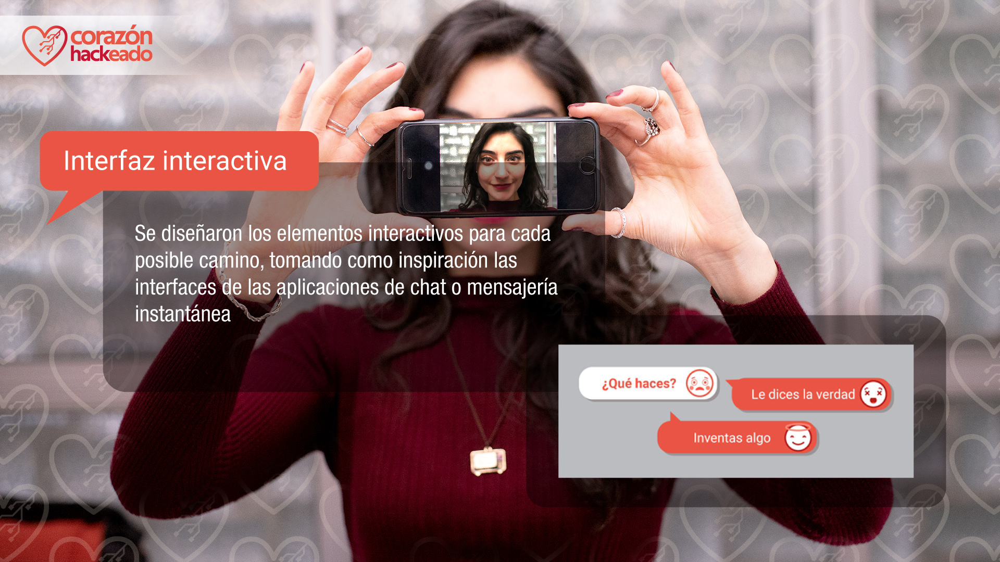 corazón
hackeado
Interfaz interactiva
Se diseñaron los elementos interactivos para cada
posible camino, tomando como inspiración las
interfaces de las aplicaciones de chat o mensajería
instantánea
¿Qué haces?
Le dices la verdad
Inventas algo